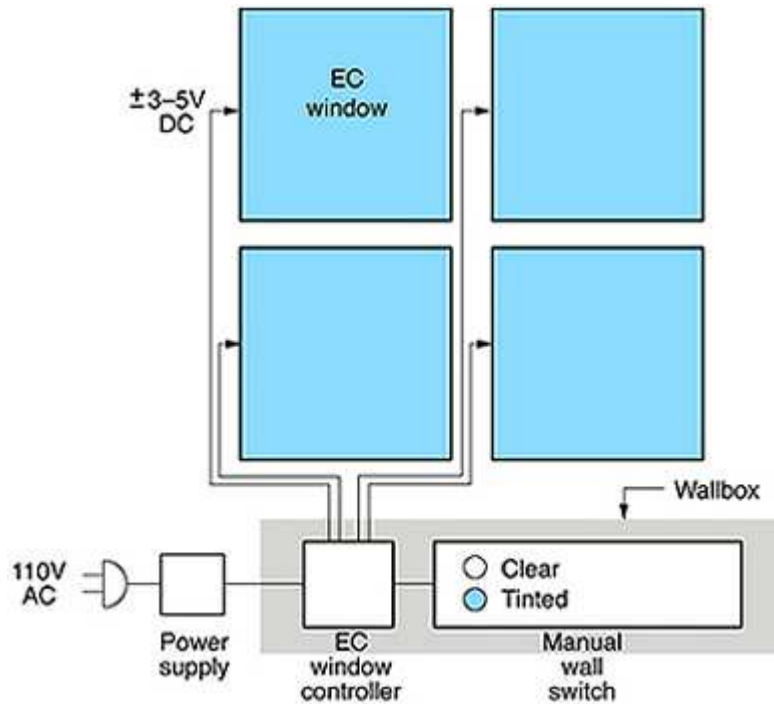 EC
window
±3–5V
DC
Wallbox
110V
AC
Clear
Tinted
Power
supply
EC
window
controller
Manual
wall
switch